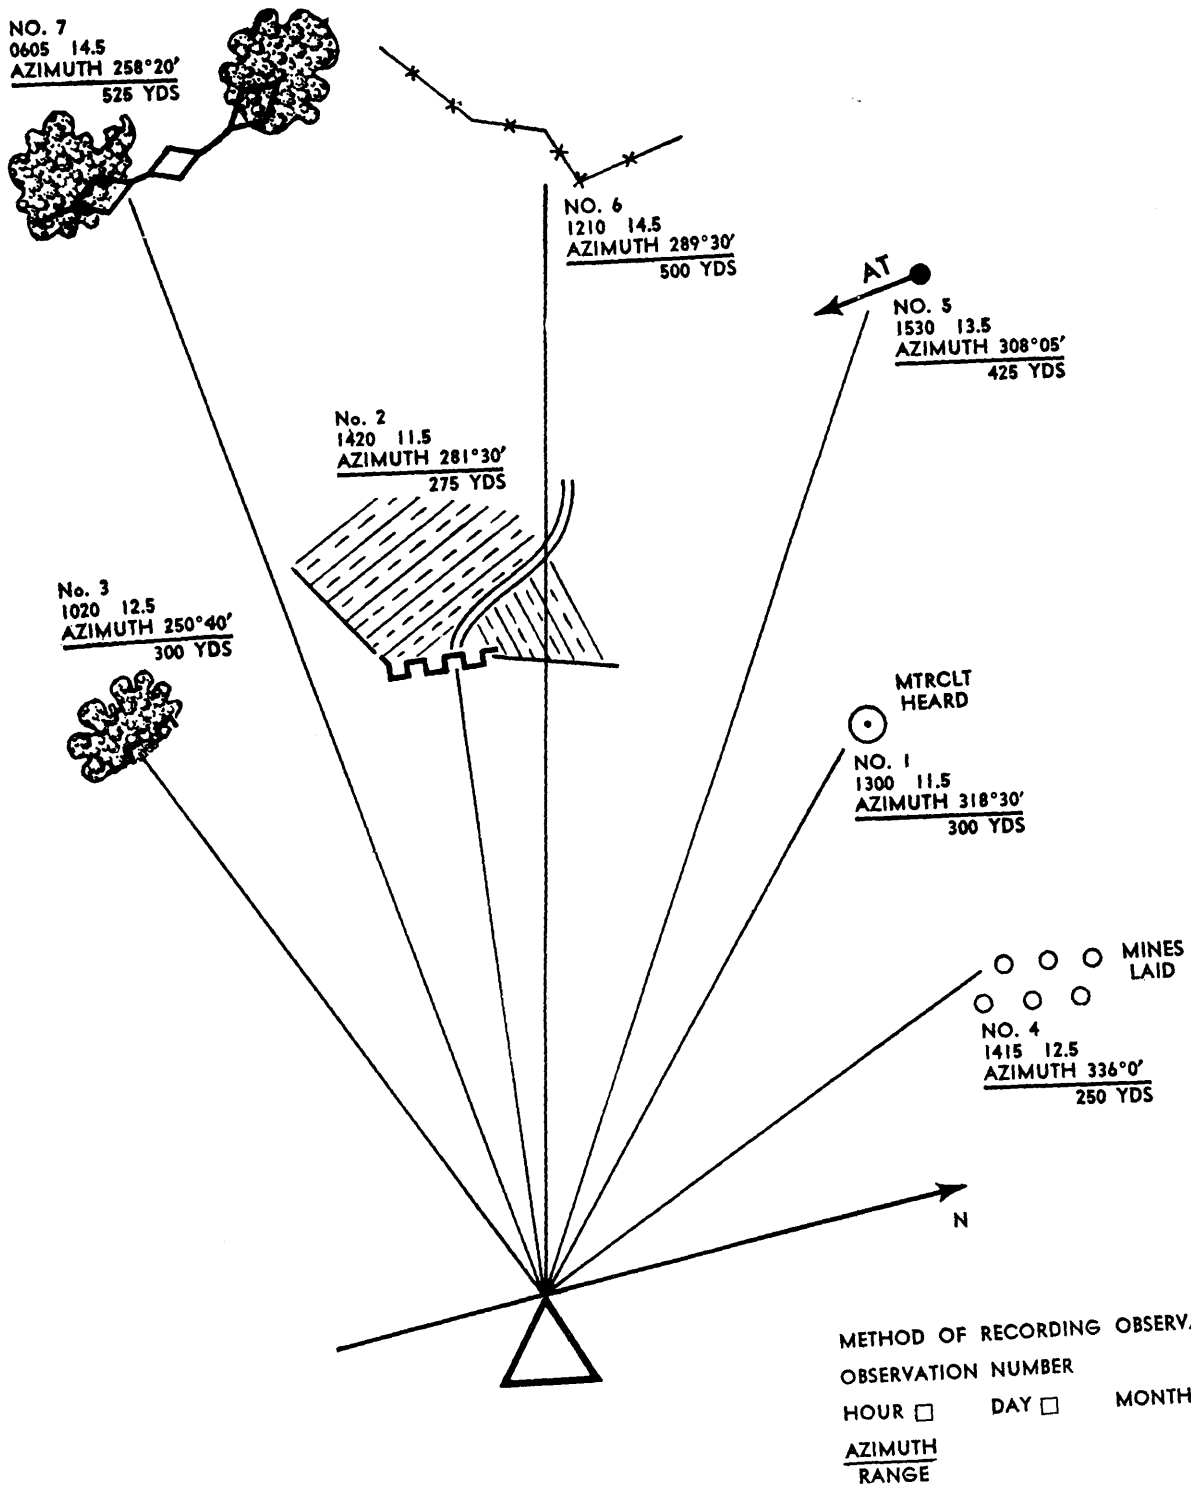 NO. 7
0605 14.5
AZIMUTH 258°20′
525 YDS
NO. 6
1210 14.5
AZIMUTH 289°30′
500 YDS
AT
NO. 5
1530 13.5
AZIMUTH 308°05′
425 YDS
No. 2
1420 11.5
AZIMUTH 281°30′
275 YDS
No. 3
1020 12.5
AZIMUTH 250°40′
300 YDS
MTRCLT
HEARD
NO. 1
1300 11.5
AZIMUTH 318°30′
300 YDS
MINES
LAID
NO. 4
1415 12.5
AZIMUTH 336°0′
250 YDS
N
METHOD OF RECORDING
OBSERVATION NUMBER
HOUR □ DAY □ MONTH
AZIMUTH
RANGE